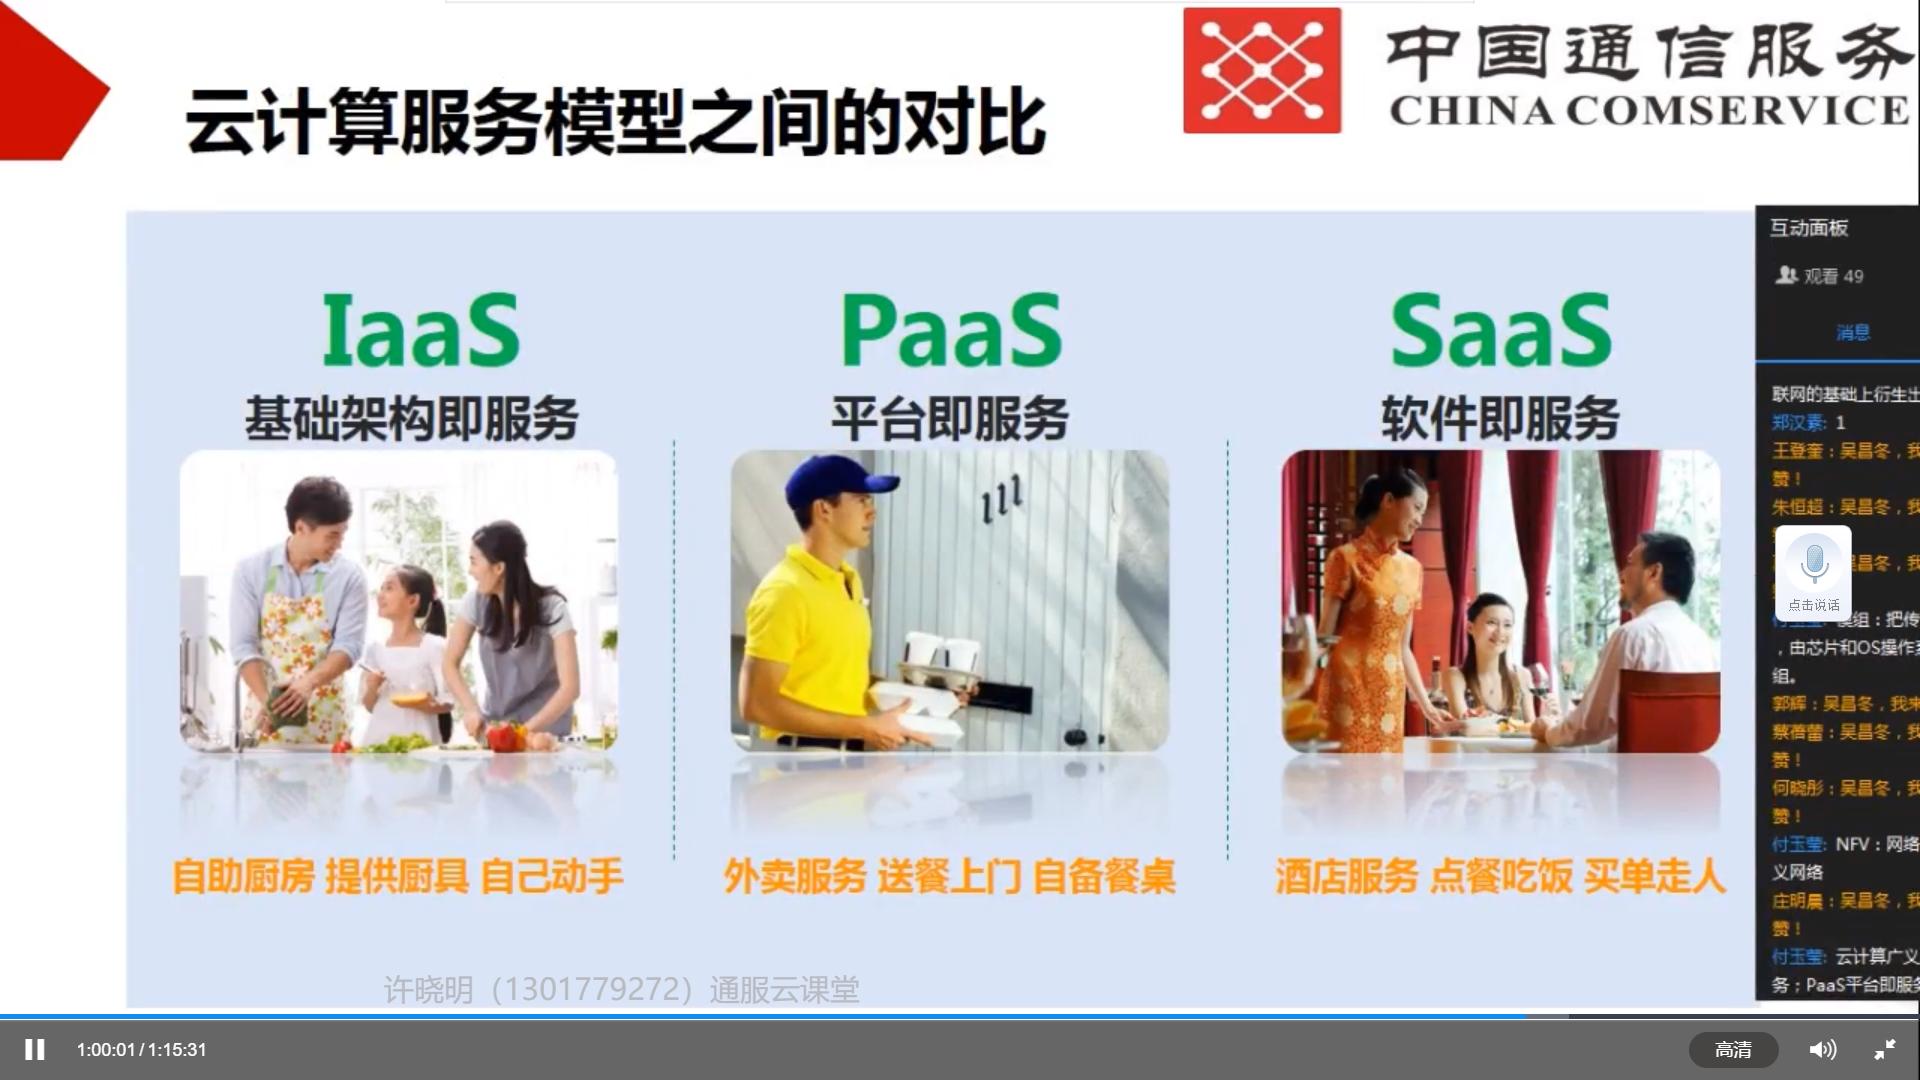 中国通信服务
CHINA COMSERVICE
云计算服务模型之间的对比
IaaS
基础架构即服务
自助厨房 提供厨具 自己动手
PaaS
平台即服务
111
外卖服务 送餐上门 自备餐桌
SaaS
软件即服务
酒店服务 点餐吃饭 买单走人
许晓明（1301779272）通服云课堂
互动面板
观看 49
消息
联网的基础上衍生出
郑汉素: 1
王登奎：吴昌冬，我
赞！
朱恒超：吴昌冬，我
昌冬，我
点击说话
模组：把传
，由芯片和OS操作系
组。
郭辉：吴昌冬，我来
蔡蓓蕾：吴昌冬，我
赞！
何晓彤：吴昌冬，我
赞！
付玉莹: NFV：网络
义网络
庄明晨：吴昌冬，我
赞！
付玉莹: 云计算广义
务；PaaS平台即服务
1:00:01 / 1:15:31
高清